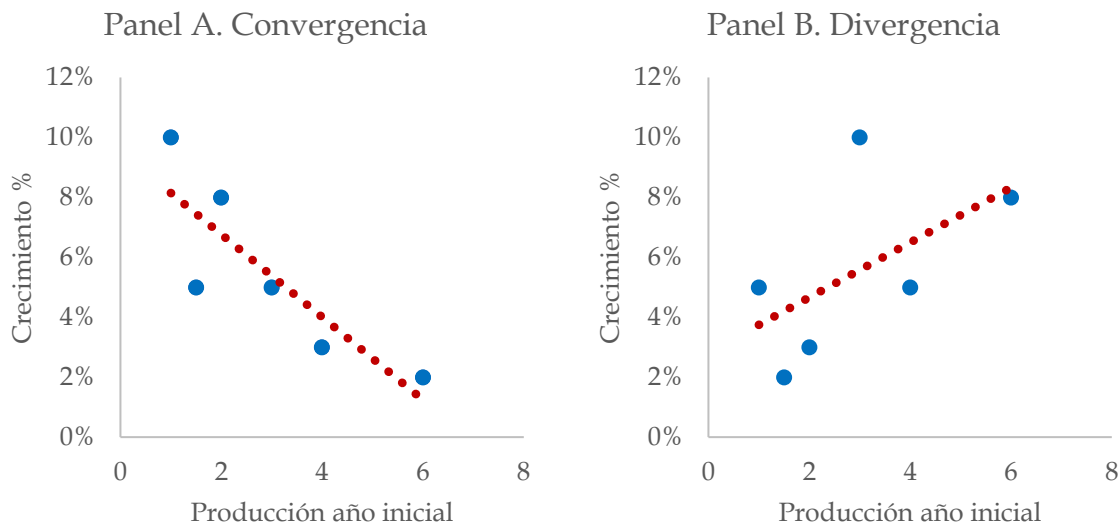 Panel A. Convergencia
12%
10%
8%
6%
4%
2%
0%
Crecimiento %
0 2 4 6 8
Producción año inicial
Panel B. Divergencia
12%
10%
8%
6%
4%
2%
0%
Crecimiento %
0 2 4 6 8
Producción año inicial